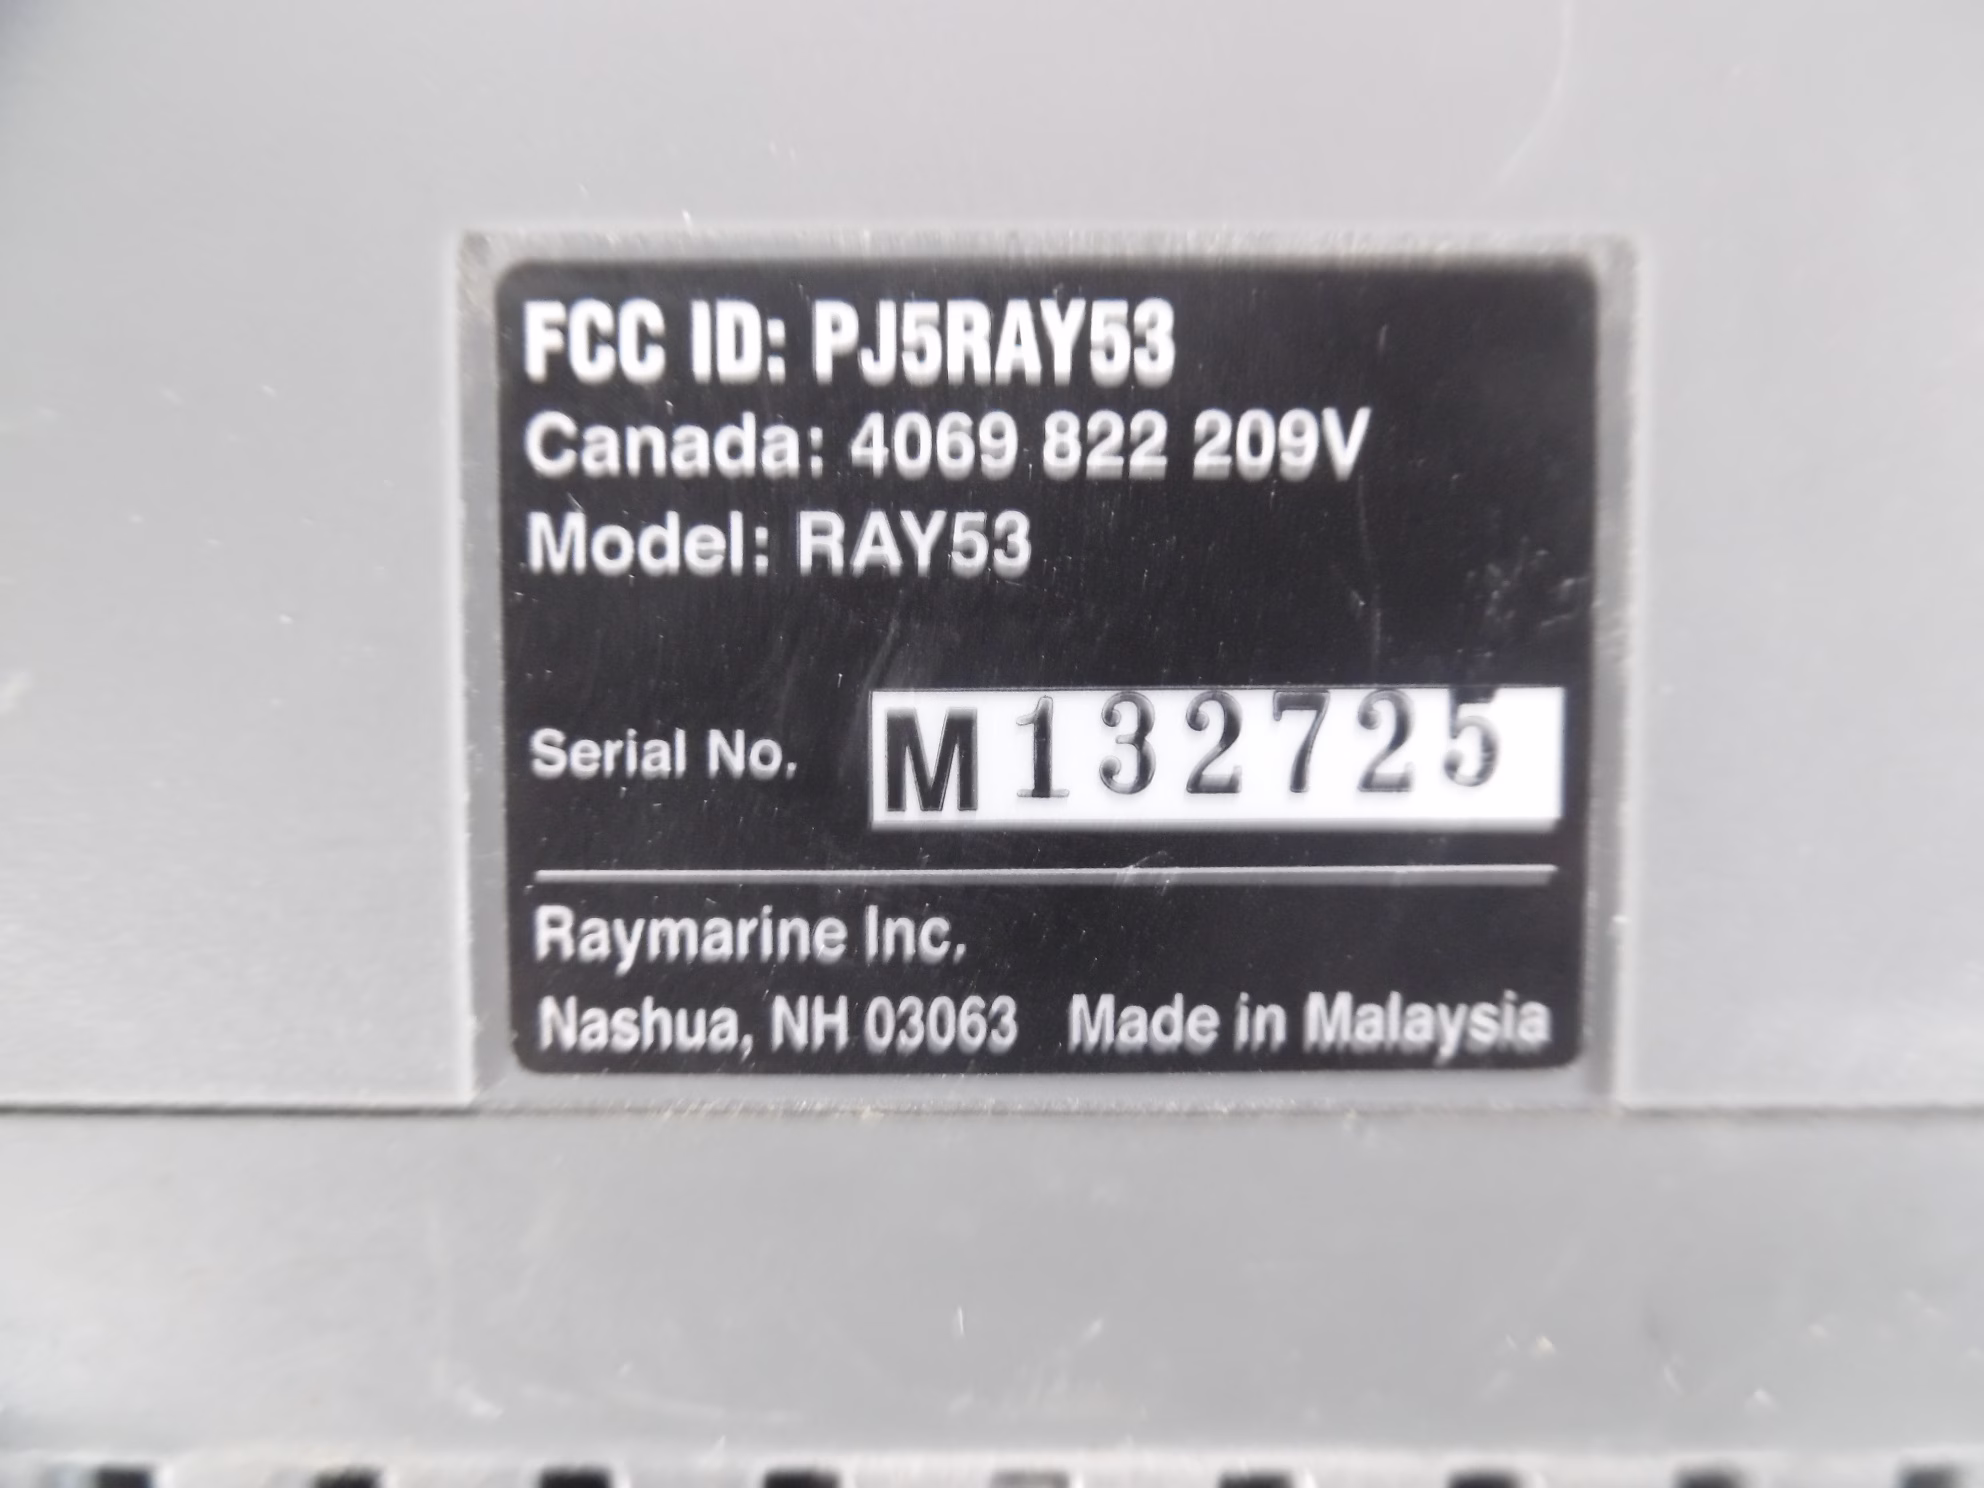 FCC ID: PJ5RAY53
Canada: 4069 822 209V
Model: RAY53
Serial No. M132725
Raymarine Inc.
Nashua, NH 03063 Made in Malaysia